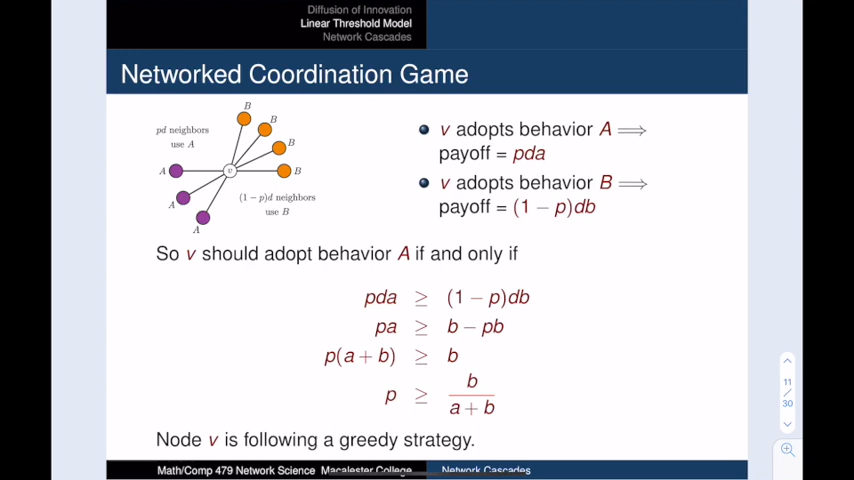 Diffusion of Innovation
Linear Threshold Model
Network Cascades
Networked Coordination Game
B
pd neighbors
use A
B
B
A
v
B
A
(1 − p)d neighbors
use B
A
v adopts behavior A ⟹
payoff = pda
v adopts behavior B ⟹
payoff = (1 − p)db
So v should adopt behavior A if and only if
pda ≥ (1 − p)db
pa ≥ b − pb
p(a + b) ≥ b
p ≥ b / a + b
Node v is following a greedy strategy.
11
/
30
Math/Comp 479 Network Science Macalester College Network Cascades